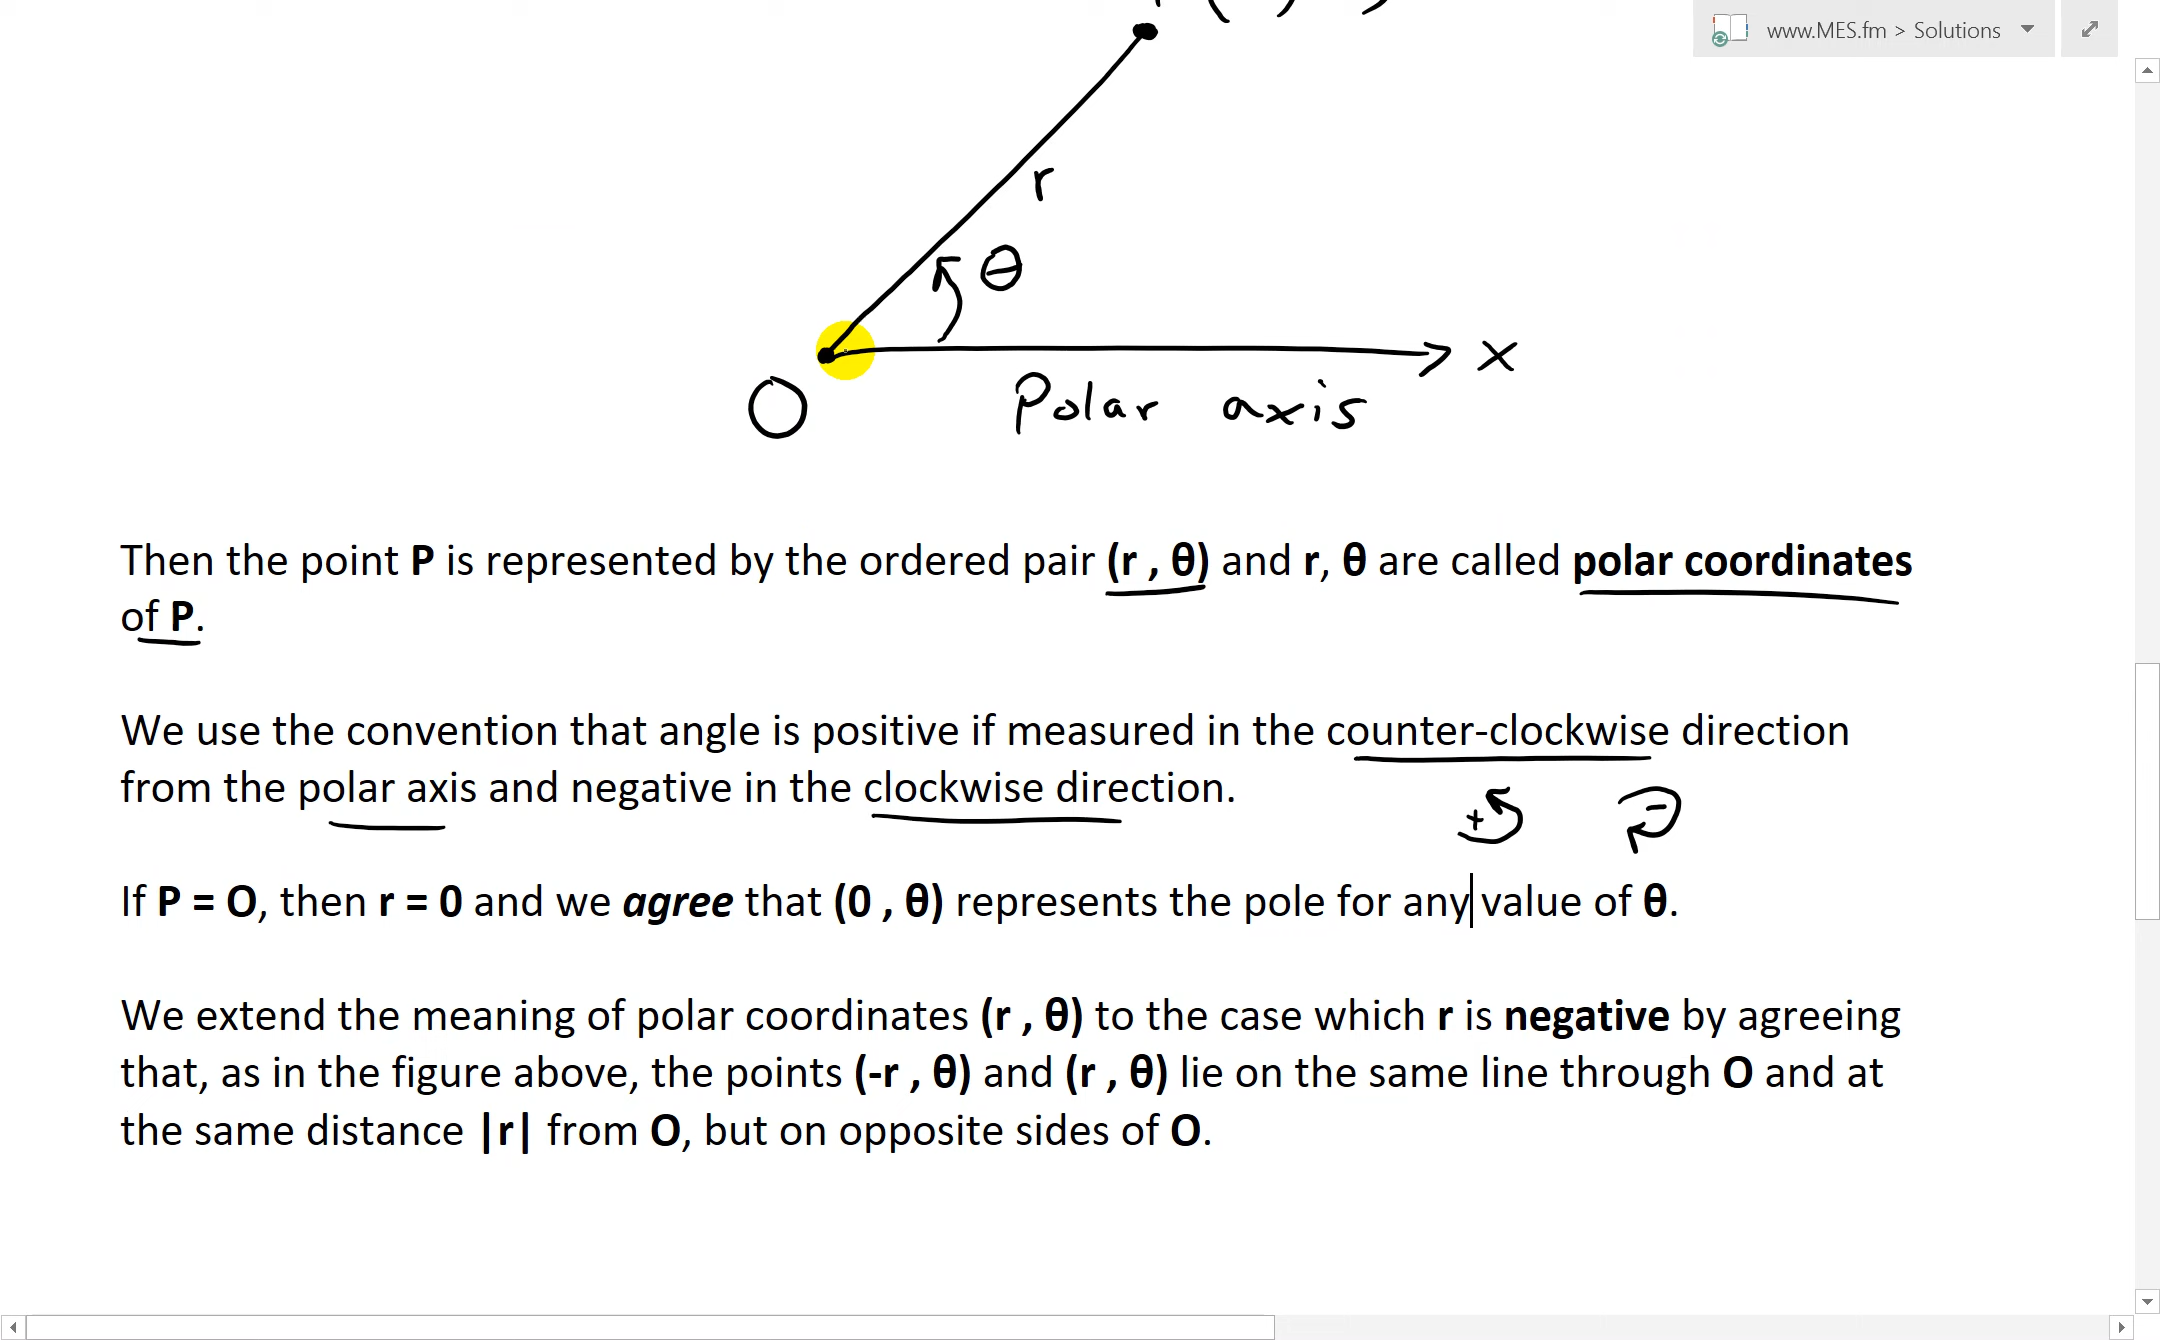 www.MES.fm > Solutions
r
θ
x
O
Polar axis
Then the point P is represented by the ordered pair (r , θ) and r, θ are called polar coordinates
of P.
We use the convention that angle is positive if measured in the counter-clockwise direction
from the polar axis and negative in the clockwise direction.
+ -
If P = O, then r = 0 and we agree that (0 , θ) represents the pole for any value of θ.
We extend the meaning of polar coordinates (r , θ) to the case which r is negative by agreeing
that, as in the figure above, the points (-r , θ) and (r , θ) lie on the same line through O and at
the same distance |r| from O, but on opposite sides of O.